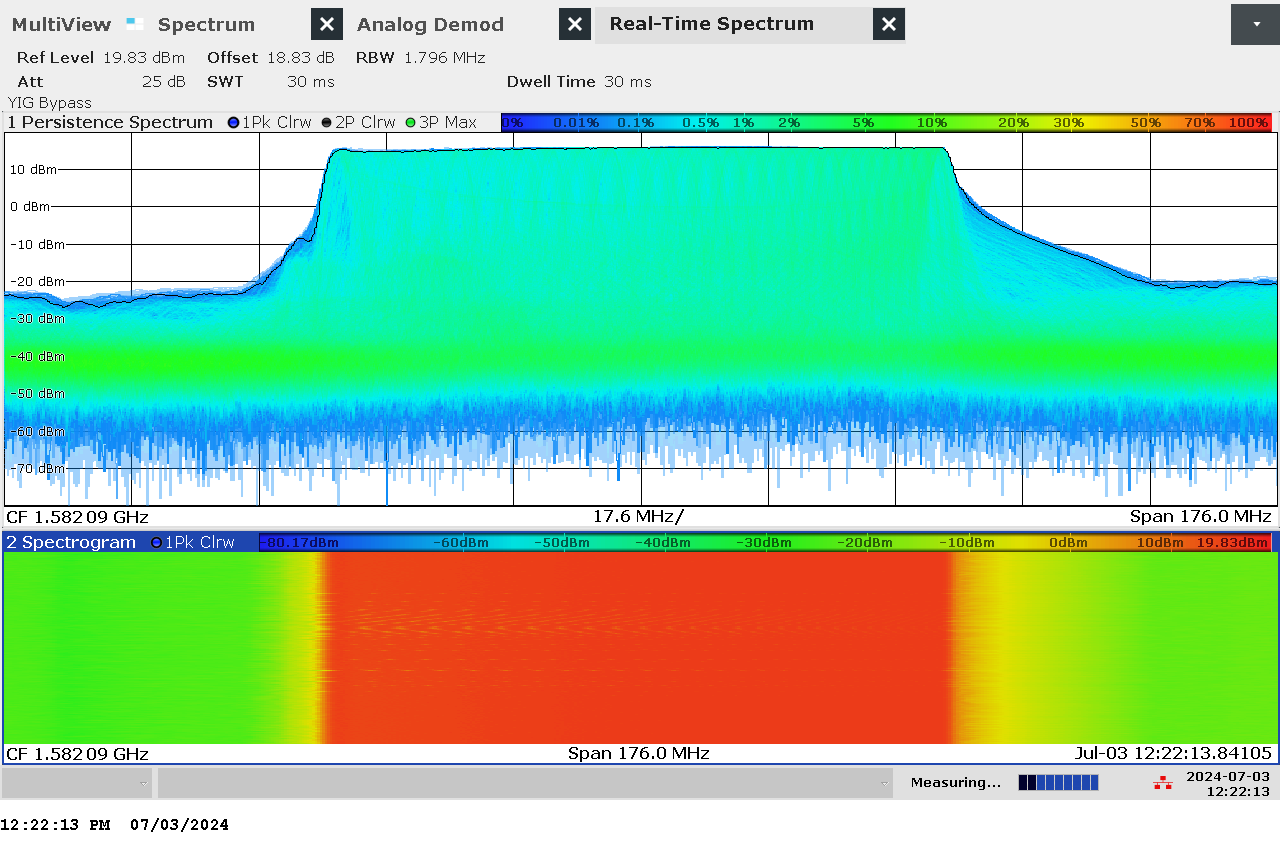 MultiView Spectrum Analog Demod Real-Time Spectrum
Ref Level 19.83 dBm Offset 18.83 dB RBW 1.796 MHz
Att 25 dB SWT 30 ms Dwell Time 30 ms
YIG Bypass
1 Persistence Spectrum 1Pk Clrw 2P Clrw 3P Max 0% 0.01% 0.1% 0.5% 1% 2% 5% 10% 20% 30% 50% 70% 100%
10 dBm
0 dBm
-10 dBm
-20 dBm
-30 dBm
-40 dBm
-50 dBm
-60 dBm
-70 dBm
CF 1.58209 GHz 17.6 MHz/ Span 176.0 MHz
2 Spectrogram 1Pk Clrw -80.17dBm -60dBm -50dBm -40dBm -30dBm -20dBm -10dBm 0dBm 10dBm 19.83dBm
CF 1.58209 GHz Span 176.0 MHz Jul-03 12:22:13.84105
Measuring... 2024-07-03
12:22:13
12:22:13 PM 07/03/2024